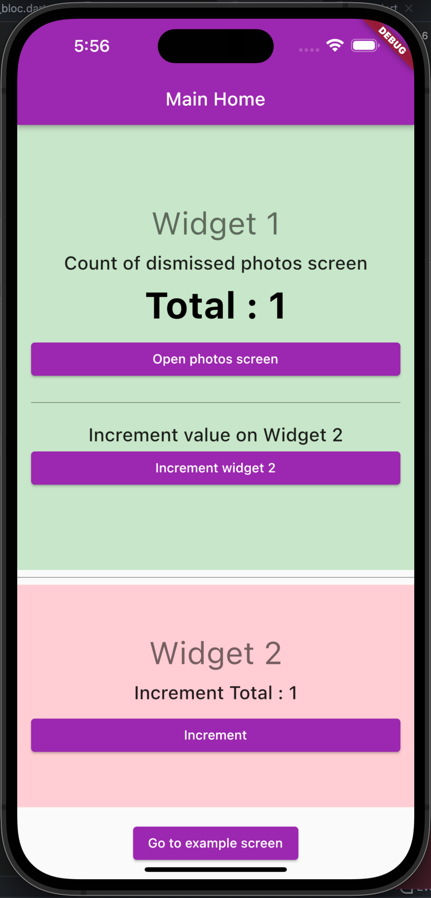 _bloc.dart
5:56
DEBUG
Main Home
Widget 1
Count of dismissed photos screen
Total : 1
Open photos screen
Increment value on Widget 2
Increment widget 2
Widget 2
Increment Total : 1
Increment
Go to example screen